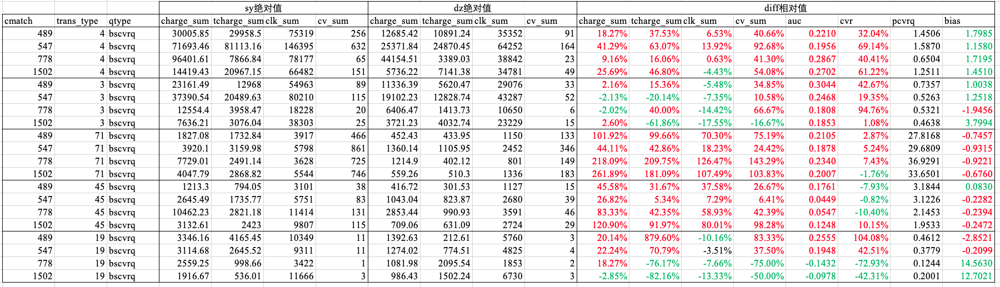 sy绝对值 dz绝对值 diff相对值
cmatch trans_type qtype charge_sum tcharge_sum clk_sum cv_sum charge_sum tcharge_sum clk_sum cv_sum charge_sum tcharge_sum clk_sum cv_sum auc cvr pcvrq bias
489 4 bscvrq 30005.85 29958.5 75319 256 12685.42 10891.24 35352 91 18.27% 37.53% 6.53% 40.66% 0.2210 32.04% 1.4506 1.7985
547 4 bscvrq 71693.46 81113.16 146395 632 25371.84 24870.45 64252 164 41.29% 63.07% 13.92% 92.68% 0.1956 69.14% 1.5870 1.1580
778 4 bscvrq 96401.61 7866.84 78177 65 44154.51 3389.03 38842 23 9.16% 16.06% 0.63% 41.30% 0.2867 40.41% 0.6504 1.7195
1502 4 bscvrq 14419.43 20967.15 66482 151 5736.22 7141.38 34781 49 25.69% 46.80% -4.43% 54.08% 0.2702 61.22% 1.2511 1.4510
489 3 bscvrq 23161.49 12968 54963 89 11336.39 5620.47 29076 33 2.16% 15.36% -5.48% 34.85% 0.3044 42.67% 0.7357 1.0038
547 3 bscvrq 37390.54 20489.63 80210 115 19102.23 12828.74 43287 52 -2.13% -20.14% -7.35% 10.58% 0.2468 19.35% 0.5263 1.2518
778 3 bscvrq 12554.4 3958.47 18228 20 6406.47 1413.73 10650 6 -2.02% 40.00% -14.42% 66.67% 0.1808 94.76% 0.5321 -1.9456
1502 3 bscvrq 7636.21 3076.04 38303 25 3721.23 4032.74 23229 15 2.60% -61.86% -17.55% -16.67% 0.1853 1.08% 0.4638 3.7994
489 71 bscvrq 1827.08 1732.84 3917 466 452.43 433.95 1150 133 101.92% 99.66% 70.30% 75.19% 0.2105 2.87% 27.8168 -0.7457
547 71 bscvrq 3920.1 3159.98 5798 861 1360.14 1105.95 2452 346 44.11% 42.86% 18.23% 24.42% 0.1878 5.24% 29.6809 -0.9315
778 71 bscvrq 7729.01 2491.14 3628 725 1214.9 402.12 801 149 218.09% 209.75% 126.47% 143.29% 0.2340 7.43% 36.9291 -0.9221
1502 71 bscvrq 4047.79 2868.82 5544 746 559.26 510.3 1336 183 261.89% 181.09% 107.49% 103.83% 0.2007 -1.76% 33.6501 -0.6760
489 45 bscvrq 1213.3 794.05 3101 38 416.72 301.53 1127 15 45.58% 31.67% 37.58% 26.67% 0.1761 -7.93% 3.1844 0.0830
547 45 bscvrq 2645.49 1735.77 5751 83 1043.04 823.87 2680 39 26.82% 5.34% 7.29% 6.41% 0.0449 -0.82% 3.1226 -0.2282
778 45 bscvrq 10462.23 2821.18 11414 131 2853.44 990.93 3591 46 83.33% 42.35% 58.93% 42.39% 0.0547 -10.40% 2.1453 -0.2394
1502 45 bscvrq 3132.61 2423 9807 115 709.06 631.09 2724 29 120.90% 91.97% 80.01% 98.28% 0.1248 10.15% 1.9533 -0.2472
489 19 bscvrq 3346.16 4165.45 10349 11 1392.63 212.61 5760 3 20.14% 879.60% -10.16% 83.33% 0.2555 104.08% 0.4612 -2.8521
547 19 bscvrq 3114.68 2645.52 9311 11 1274.02 774.51 4825 4 22.24% 70.79% -3.51% 37.50% 0.1948 42.51% 0.3779 -0.2099
778 19 bscvrq 2559.25 998.66 3422 1 1081.98 2095.54 1853 2 18.27% -76.17% -7.66% -75.00% -0.1432 -72.93% 0.1244 14.5630
1502 19 bscvrq 1916.67 536.01 11666 3 986.43 1502.24 6730 3 -2.85% -82.16% -13.33% -50.00% -0.0978 -42.31% 0.2001 12.7021